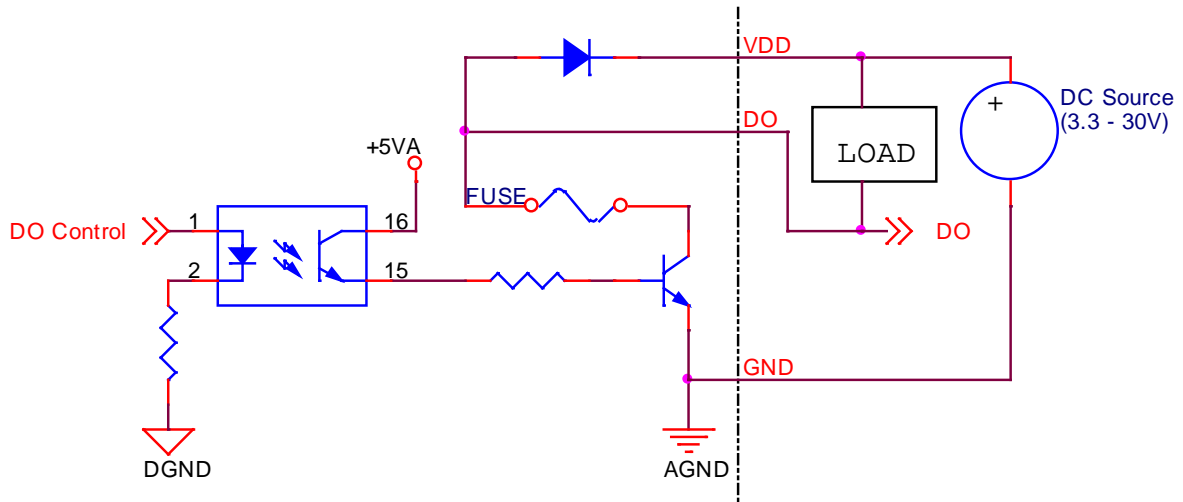 VDD
+
DC Source
(3.3 - 30V)
DO
+5VA
LOAD
FUSE
DO Control
1
16
DO
2
15
GND
DGND
AGND